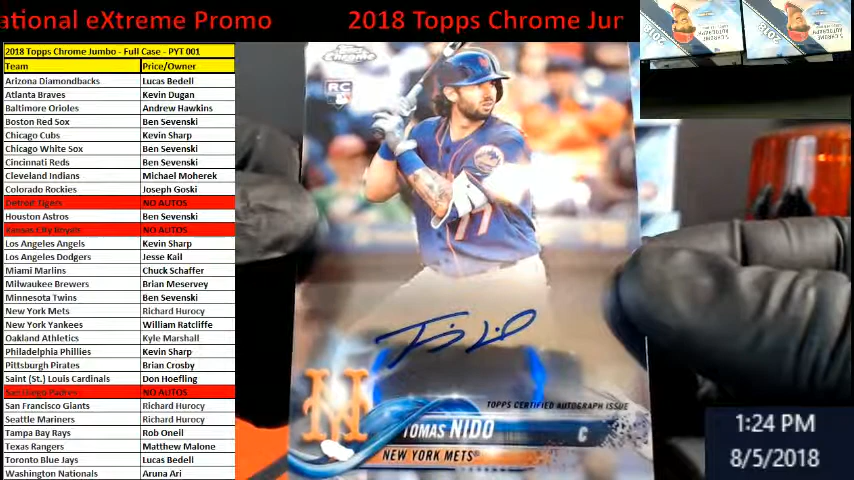 ational eXtreme Promo
2018 Topps Chrome Jur
2018 Topps Chrome Jumbo - Full Case - PYT 001
Team Price/Owner
Arizona Diamondbacks Lucas Bedell
Atlanta Braves Kevin Dugan
Baltimore Orioles Andrew Hawkins
Boston Red Sox Ben Sevenski
Chicago Cubs Kevin Sharp
Chicago White Sox Ben Sevenski
Cincinnati Reds Ben Sevenski
Cleveland Indians Michael Moherek
Colorado Rockies Joseph Goski
Detroit Tigers NO AUTOS
Houston Astros Ben Sevenski
Kansas City Royals NO AUTOS
Los Angeles Angels Kevin Sharp
Los Angeles Dodgers Jesse Kail
Miami Marlins Chuck Schaffer
Milwaukee Brewers Brian Meservey
Minnesota Twins Ben Sevenski
New York Mets Richard Hurocy
New York Yankees William Ratcliffe
Oakland Athletics Kyle Marshall
Philadelphia Phillies Kevin Sharp
Pittsburgh Pirates Brian Crosby
Saint (St.) Louis Cardinals Don Hoefling
San Diego Padres NO AUTOS
San Francisco Giants Richard Hurocy
Seattle Mariners Richard Hurocy
Tampa Bay Rays Rob Onell
Texas Rangers Matthew Malone
Toronto Blue Jays Lucas Bedell
Washington Nationals Aruna Ari
Topps
Chrome
RC
77
TOPPS CERTIFIED AUTOGRAPH ISSUE
TOMAS NIDO C
NEW YORK METS
2018
2018
1:24 PM
8/5/2018